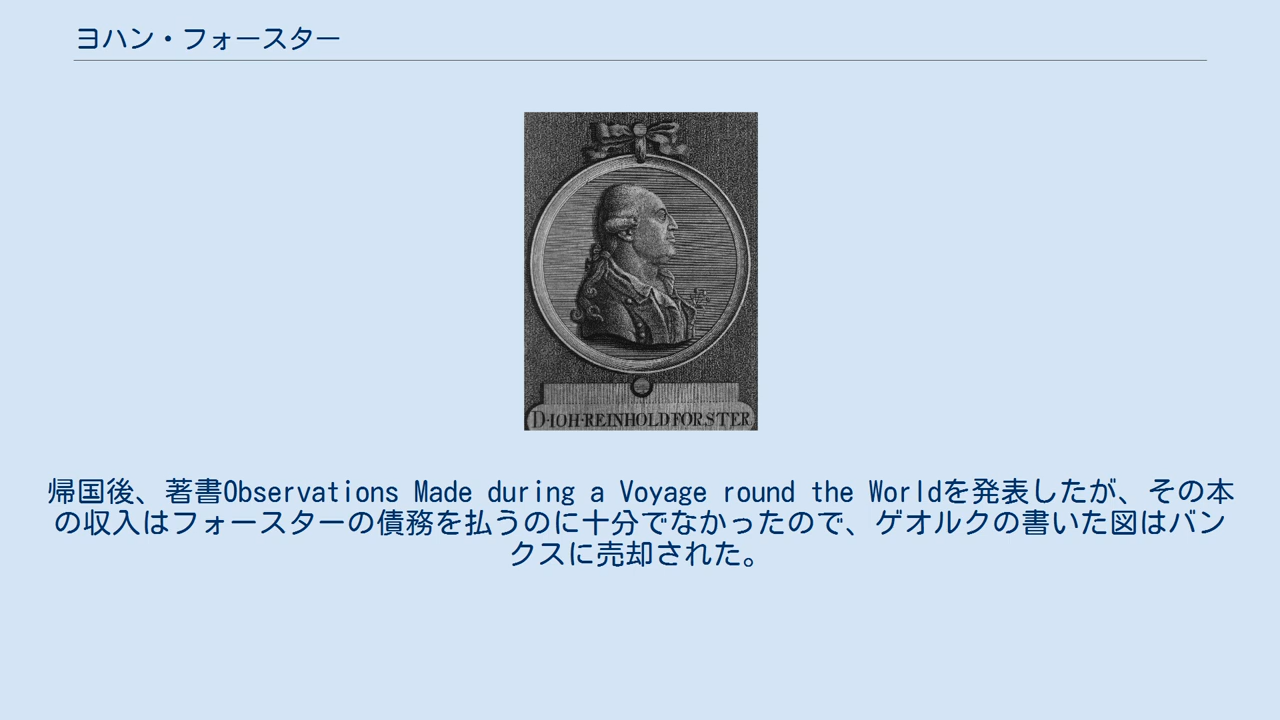 ヨハン・フォースター
D·IOH·REINHOLD FORSTER
帰国後、著書Observations Made during a Voyage round the Worldを発表したが、その本
の収入はフォースターの債務を払うのに十分でなかったので、ゲオルクの書いた図はバン
クスに売却された。